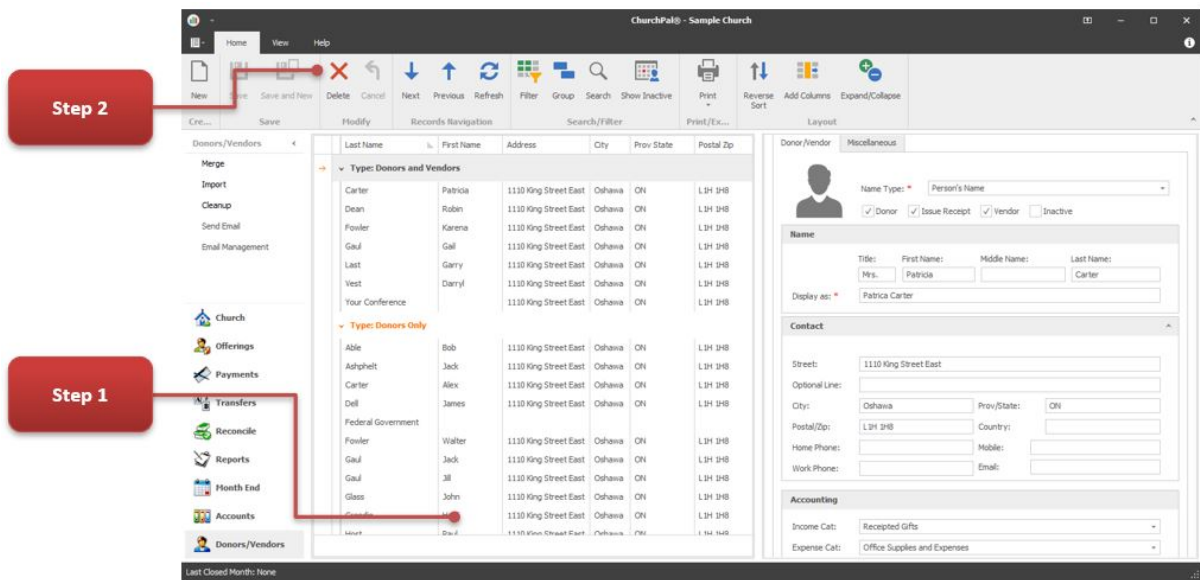 ChurchPal® - Sample Church
Home View Help
Step 2
New Save Save and New Delete Cancel Next Previous Refresh Filter Group Search Show Inactive Print Reverse Sort Add Columns Expand/Collapse
Cre... Save Modify Records Navigation Search/Filter Print/Ex... Layout
Donors/Vendors
Merge
Import
Cleanup
Send Email
Email Management
Church
Offerings
Payments
Step 1
Transfers
Reconcile
Reports
Month End
Accounts
Donors/Vendors
Last Name First Name Address City Prov State Postal Zip
Type: Donors and Vendors
Carter Patricia 1110 King Street East Oshawa ON L1H 1H8
Dean Robin 1110 King Street East Oshawa ON L1H 1H8
Fowler Karena 1110 King Street East Oshawa ON L1H 1H8
Gaul Gail 1110 King Street East Oshawa ON L1H 1H8
Last Garry 1110 King Street East Oshawa ON L1H 1H8
Vest Darryl 1110 King Street East Oshawa ON L1H 1H8
Your Conference 1110 King Street East Oshawa ON L1H 1H8
Type: Donors Only
Able Bob 1110 King Street East Oshawa ON L1H 1H8
Ashphelt Jack 1110 King Street East Oshawa ON L1H 1H8
Carter Alex 1110 King Street East Oshawa ON L1H 1H8
Dell James 1110 King Street East Oshawa ON L1H 1H8
Federal Government
Fowler Walter 1110 King Street East Oshawa ON L1H 1H8
Gaul Jack 1110 King Street East Oshawa ON L1H 1H8
Gaul Jill 1110 King Street East Oshawa ON L1H 1H8
Glass John 1110 King Street East Oshawa ON L1H 1H8
1110 King Street East Oshawa ON L1H 1H8
Host Paul 1110 King Street East Oshawa ON L1H 1H8
Donor/Vendor Miscellaneous
Name Type: * Person's Name
Donor Issue Receipt Vendor Inactive
Name
Title: First Name: Middle Name: Last Name:
Mrs. Patricia Carter
Display as: * Patrica Carter
Contact
Street: 1110 King Street East
Optional Line:
City: Oshawa Prov/State: ON
Postal/Zip: L1H 1H8 Country:
Home Phone: Mobile:
Work Phone: Email:
Accounting
Income Cat: Receipted Gifts
Expense Cat: Office Supplies and Expenses
Last Closed Month: None